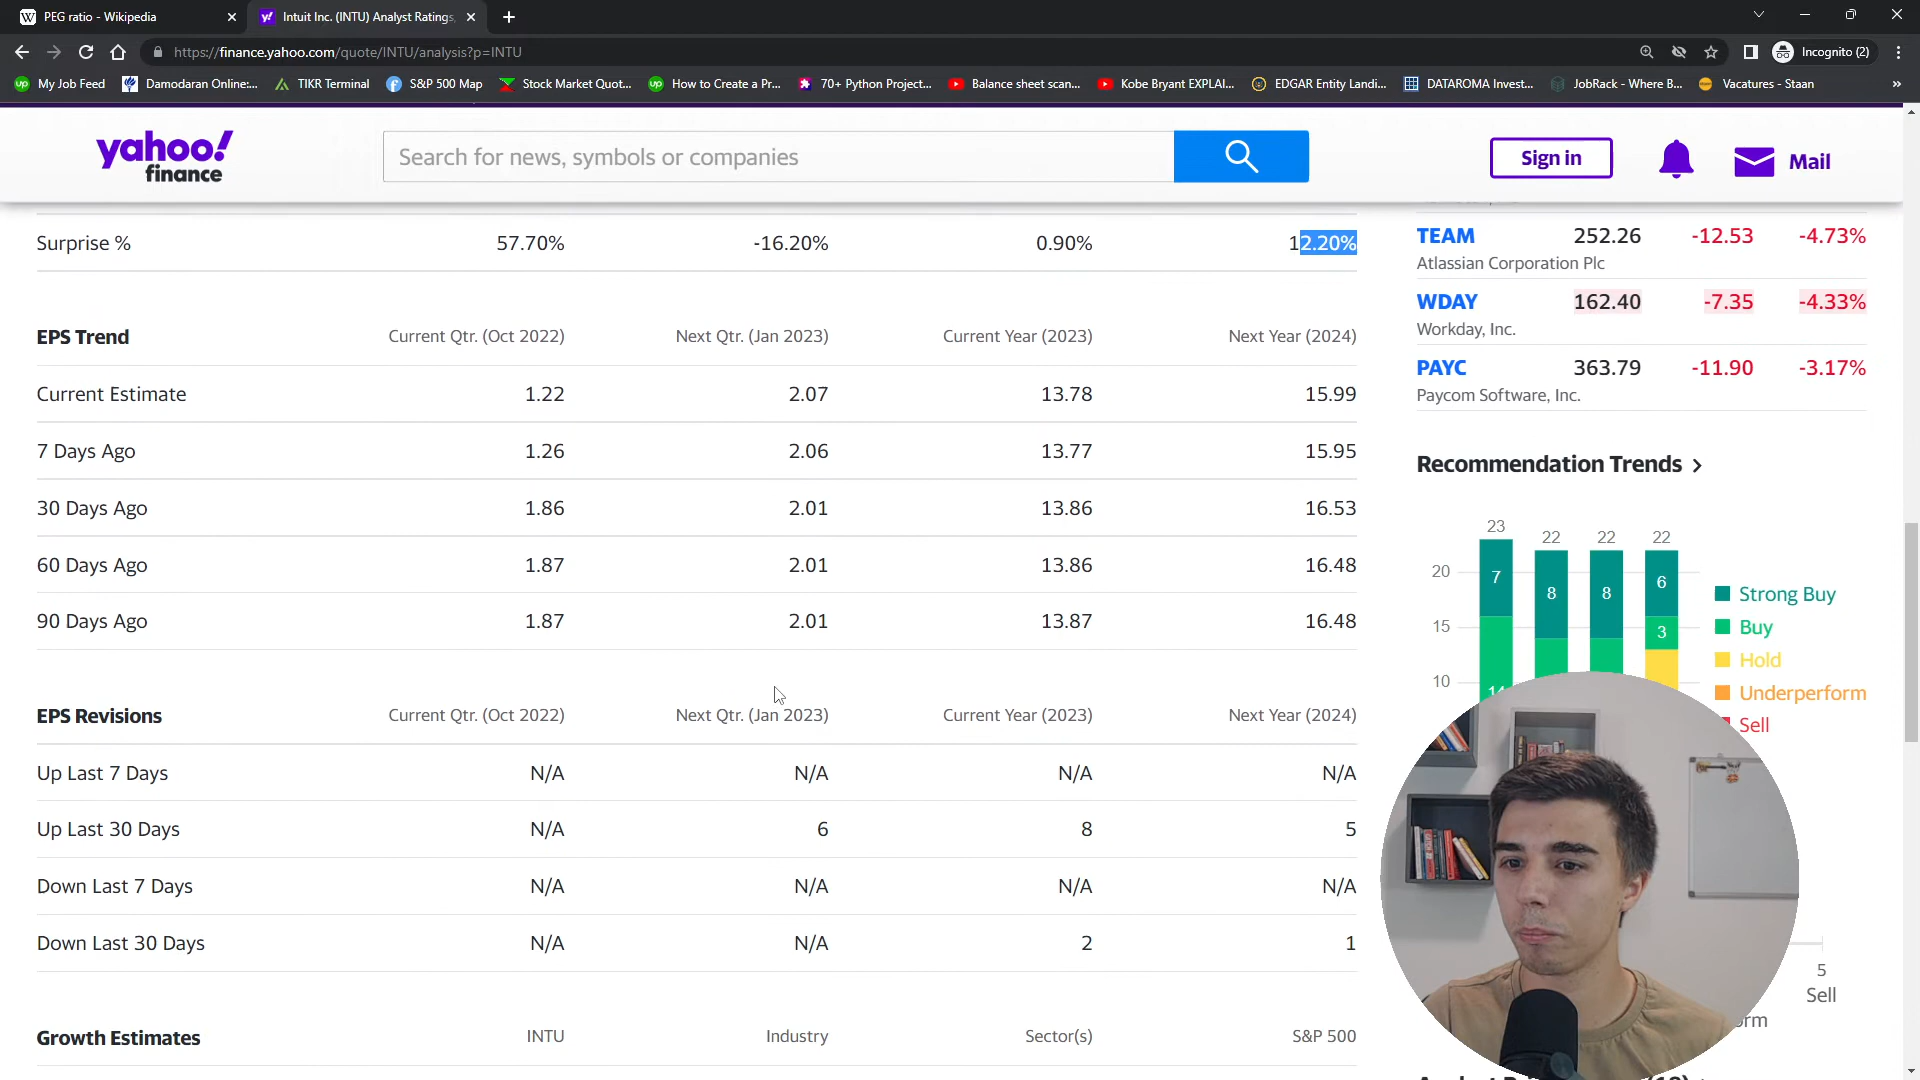 PEG ratio - Wikipedia
Intuit Inc. (INTU) Analyst Ratings,
https://finance.yahoo.com/quote/INTU/analysis?p=INTU
Incognito (2)
My Job Feed
Damodaran Online:...
TIKR Terminal
S&P 500 Map
Stock Market Quot...
How to Create a Pr...
70+ Python Project...
Balance sheet scan...
Kobe Bryant EXPLAI...
EDGAR Entity Landi...
DATAROMA Invest...
JobRack - Where B...
Vacatures - Staan
»
yahoo!
finance
Search for news, symbols or companies
Sign in
Mail
Surprise % 57.70% -16.20% 0.90% 12.20%
EPS Trend Current Qtr. (Oct 2022) Next Qtr. (Jan 2023) Current Year (2023) Next Year (2024)
Current Estimate 1.22 2.07 13.78 15.99
7 Days Ago 1.26 2.06 13.77 15.95
30 Days Ago 1.86 2.01 13.86 16.53
60 Days Ago 1.87 2.01 13.86 16.48
90 Days Ago 1.87 2.01 13.87 16.48
EPS Revisions Current Qtr. (Oct 2022) Next Qtr. (Jan 2023) Current Year (2023) Next Year (2024)
Up Last 7 Days N/A N/A N/A N/A
Up Last 30 Days N/A 6 8 5
Down Last 7 Days N/A N/A N/A N/A
Down Last 30 Days N/A N/A 2 1
Growth Estimates INTU Industry Sector(s) S&P 500
TEAM 252.26 -12.53 -4.73%
Atlassian Corporation Plc
WDAY 162.40 -7.35 -4.33%
Workday, Inc.
PAYC 363.79 -11.90 -3.17%
Paycom Software, Inc.
Recommendation Trends >
23 22 22 22
20
15
10
7 8 8 6
3
14
Strong Buy
Buy
Hold
Underperform
Sell
5
Sell